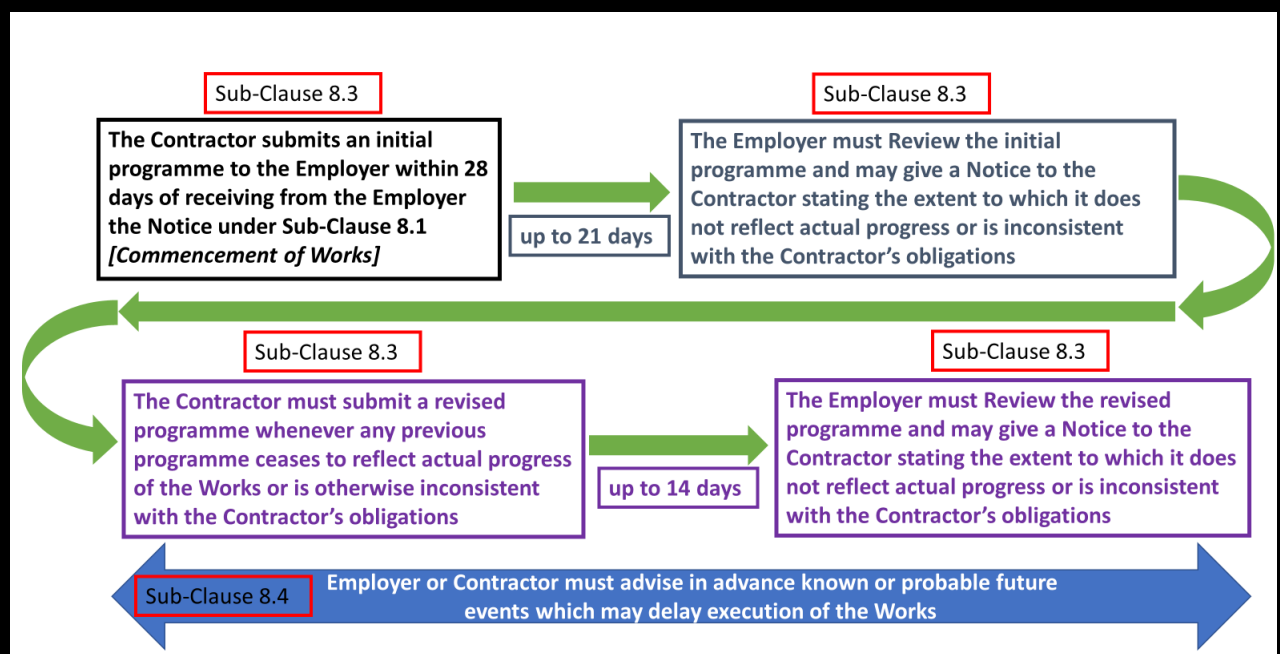 Sub-Clause 8.3
The Contractor submits an initial
programme to the Employer within 28
days of receiving from the Employer
the Notice under Sub-Clause 8.1
[Commencement of Works]
up to 21 days
Sub-Clause 8.3
The Employer must Review the initial
programme and may give a Notice to the
Contractor stating the extent to which it does
not reflect actual progress or is inconsistent
with the Contractor’s obligations
Sub-Clause 8.3
The Contractor must submit a revised
programme whenever any previous
programme ceases to reflect actual progress
of the Works or is otherwise inconsistent
with the Contractor’s obligations
up to 14 days
Sub-Clause 8.3
The Employer must Review the revised
programme and may give a Notice to the
Contractor stating the extent to which it does
not reflect actual progress or is inconsistent
with the Contractor’s obligations
Sub-Clause 8.4
Employer or Contractor must advise in advance known or probable future
events which may delay execution of the Works